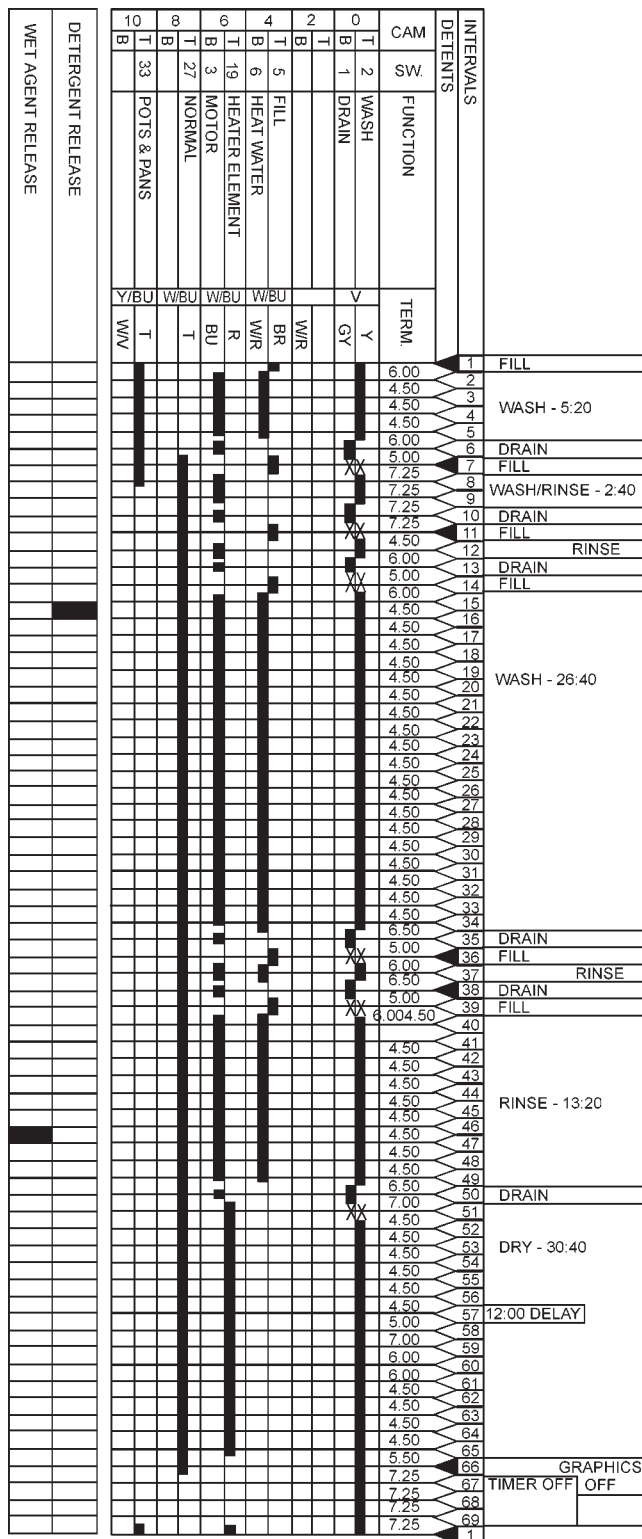 INTERVALS
DETENTS
CAM SW. FUNCTION TERM.
0 T 2 WASH V Y
B 1 DRAIN GY
2 T
B W/R
4 T 5 FILL W/BU BR
B 6 HEAT WATER W/R
6 T 19 HEATER ELEMENT W/BU R
B 3 MOTOR BU
8 T 27 NORMAL W/BU T
B
10 T 33 POTS & PANS Y/BU T
B W/V
DETERGENT RELEASE
WET AGENT RELEASE
1 FILL
6.00 2
4.50 3
4.50 4 WASH - 5:20
4.50 5
6.00 6 DRAIN
5.00 XX 7 FILL
7.25 8 WASH/RINSE - 2:40
7.25 9
7.25 10 DRAIN
7.25 XX 11 FILL
4.50 12 RINSE
6.00 13 DRAIN
5.00 XX 14 FILL
6.00 15
4.50 16
4.50 17
4.50 18
4.50 19 WASH - 26:40
4.50 20
4.50 21
4.50 22
4.50 23
4.50 24
4.50 25
4.50 26
4.50 27
4.50 28
4.50 29
4.50 30
4.50 31
4.50 32
4.50 33
4.50 34
6.50 35 DRAIN
5.00 XX 36 FILL
6.00 37 RINSE
6.50 38 DRAIN
5.00 XX 39 FILL
6.004.50 40
41
4.50 42
4.50 43
4.50 44
4.50 45 RINSE - 13:20
4.50 46
4.50 47
4.50 48
4.50 49
6.50 50 DRAIN
7.00 XX 51
4.50 52
4.50 53 DRY - 30:40
4.50 54
4.50 55
4.50 56
4.50 57 12:00 DELAY
5.00 58
7.00 59
6.00 60
6.00 61
4.50 62
4.50 63
4.50 64
4.50 65
5.50 66 GRAPHICS
7.25 67 TIMER OFF OFF
7.25 68
7.25 69
7.25 1